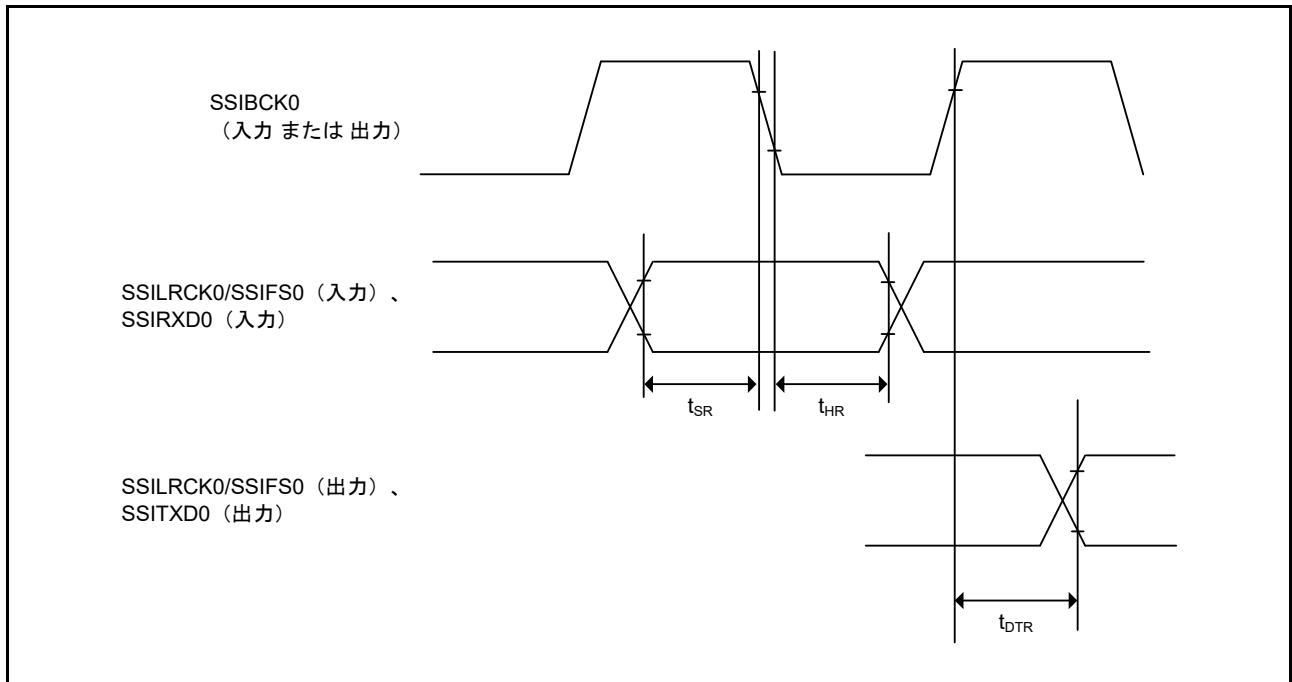 SSIBCK0
（入力 または 出力）
SSILRCK0/SSIFS0（入力）、
SSIRXD0（入力）
tSR
tHR
SSILRCK0/SSIFS0（出力）、
SSITXD0（出力）
tDTR